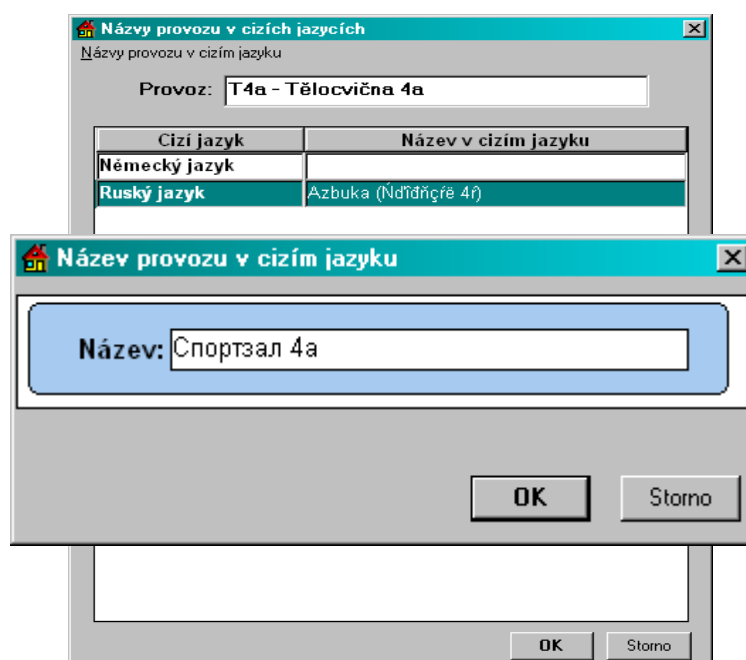 Názvy provozu v cizích jazycích
Názvy provozu v cizím jazyku
Provoz: T4a - Tělocvična 4a
Cizí jazyk Název v cizím jazyku
Německý jazyk
Ruský jazyk Azbuka (Ńďîđňçŕë 4ŕ)
Název provozu v cizím jazyku
Název: Спортзал 4а
OK Storno
OK Storno